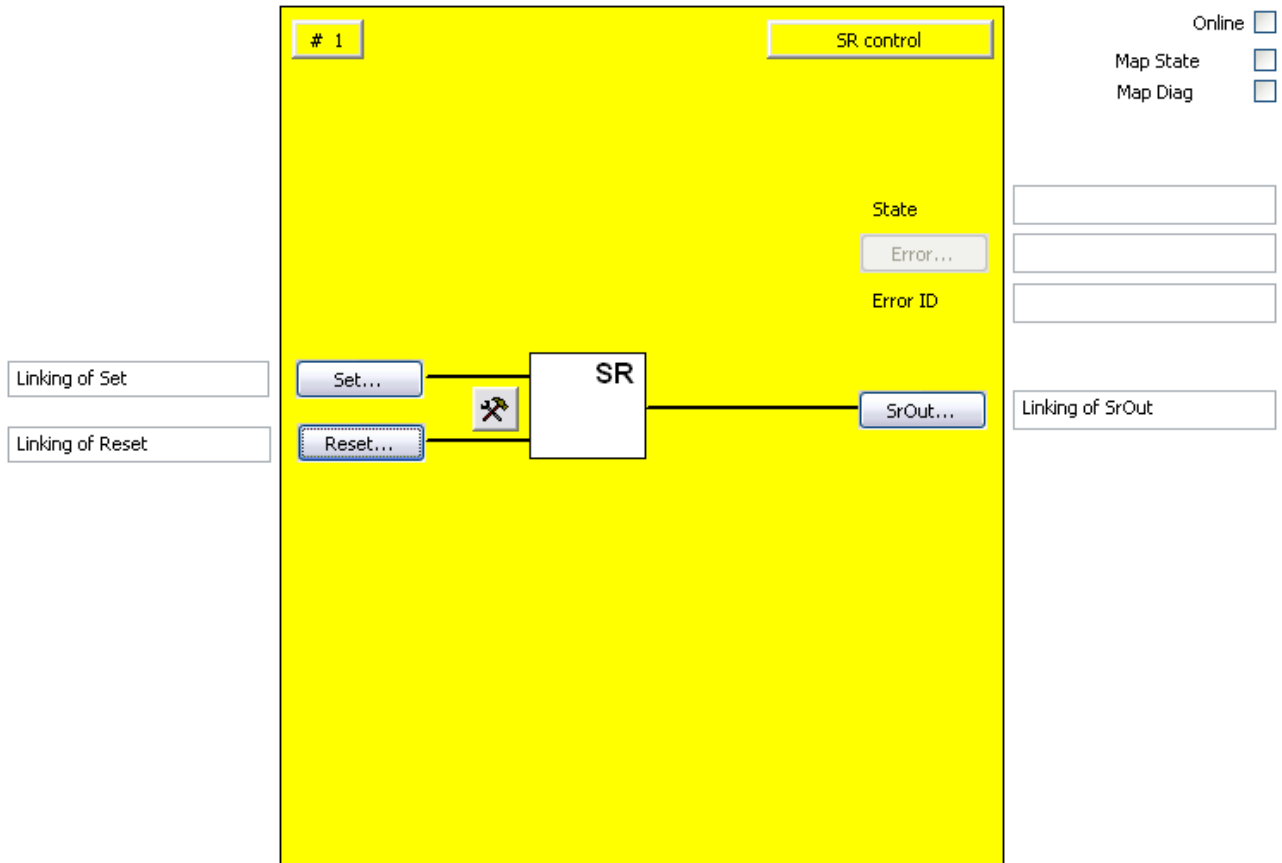 # 1
SR control
Online
Map State
Map Diag
State
Error...
Error ID
Linking of Set
Set...
SR
SrOut...
Linking of SrOut
Linking of Reset
Reset...